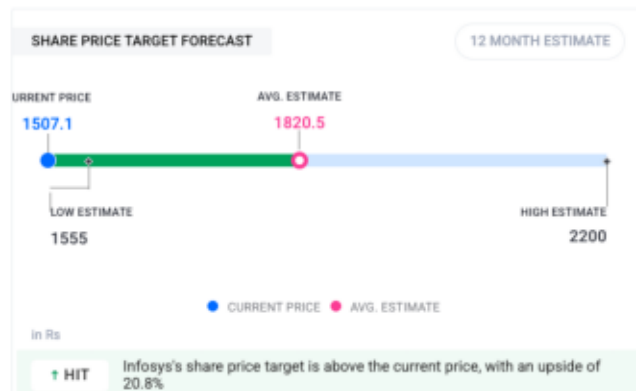 SHARE PRICE TARGET FORECAST
12 MONTH ESTIMATE
URRENT PRICE
AVG. ESTIMATE
1507.1
1820.5
LOW ESTIMATE
HIGH ESTIMATE
1555
2200
CURRENT PRICE
AVG. ESTIMATE
in Rs
↑ HIT
Infosys's share price target is above the current price, with an upside of
20.8%